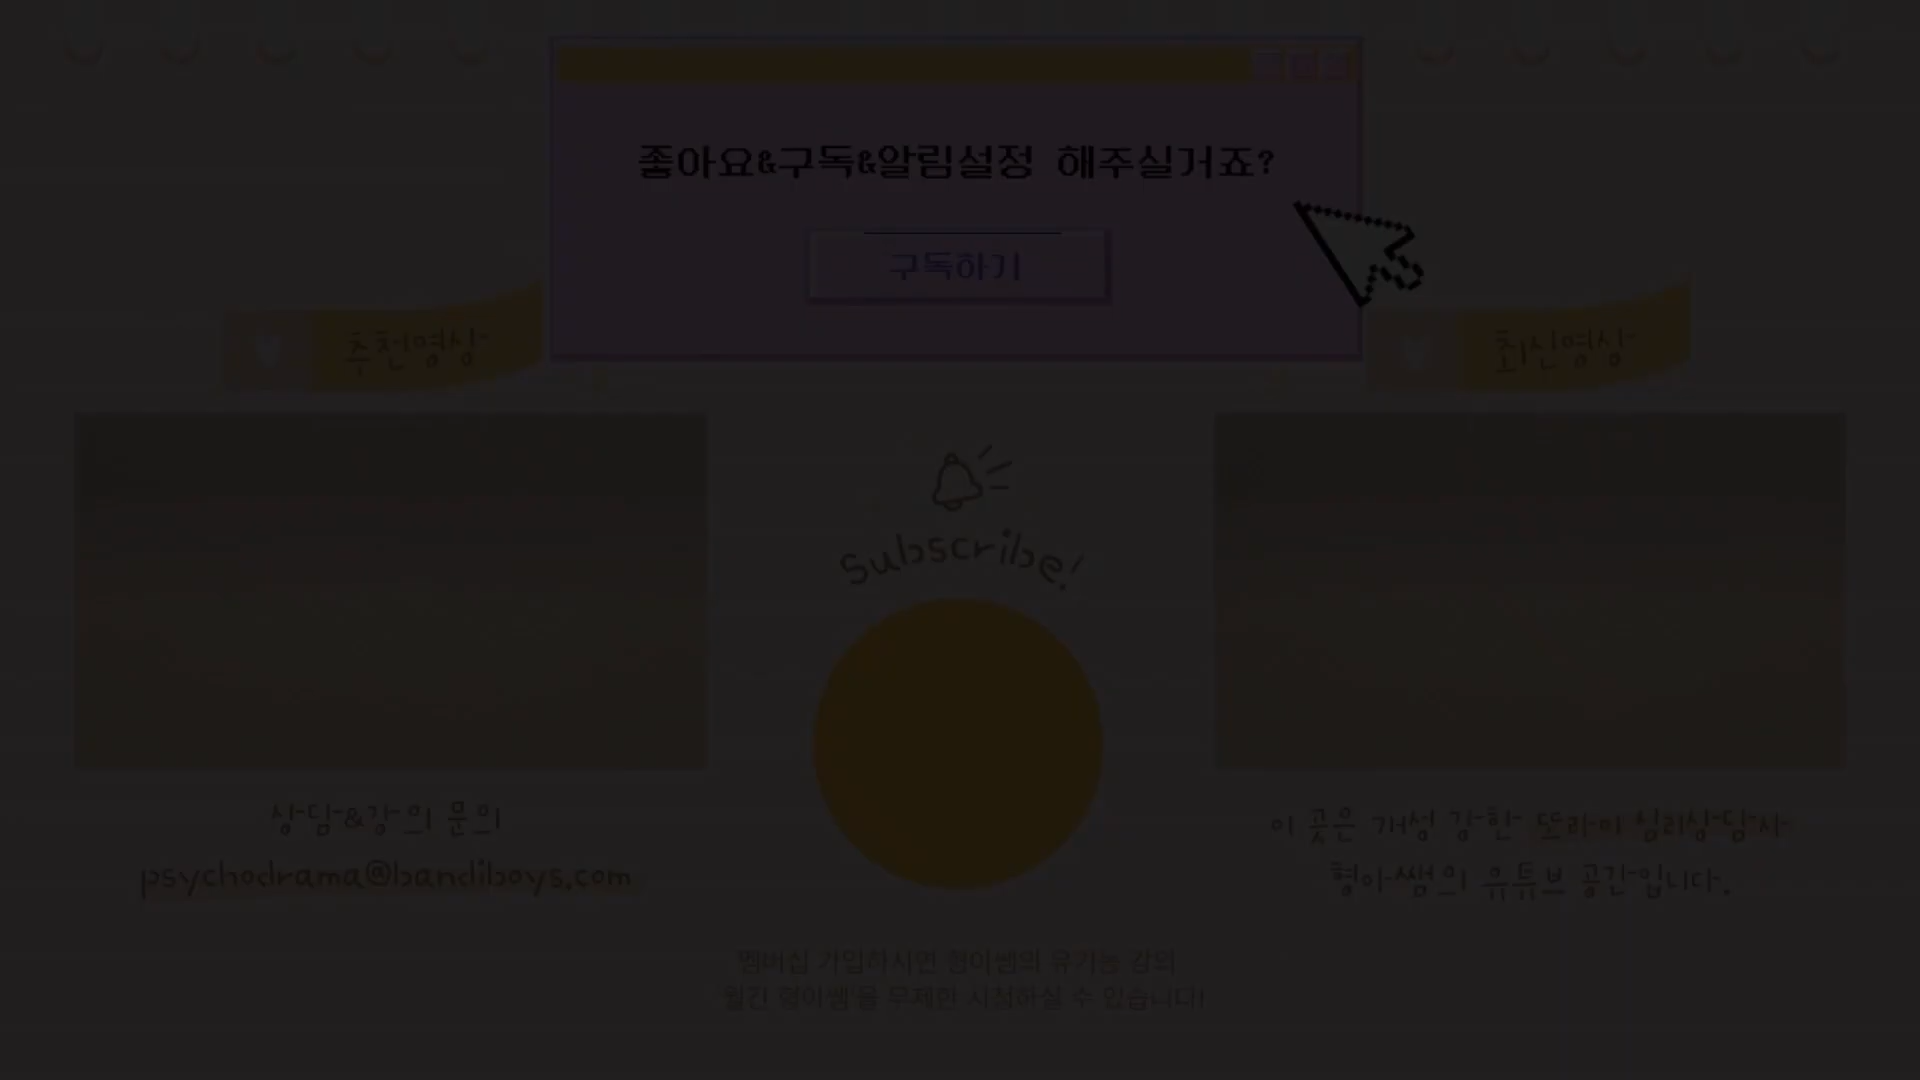 좋아요&구독&알림설정 해주실거죠?
구독하기
추천영상
최신영상
Subscribe!
상담&강의 문의
psychodrama@bandiboys.com
이 곳은 개성 강한 또라이 심리상담사
형아쌤의 유튜브 공간입니다.
멤버십 가입하시면 형아쌤의 유기농 강의
월간 형아쌤을 무제한 시청하실 수 있습니다!